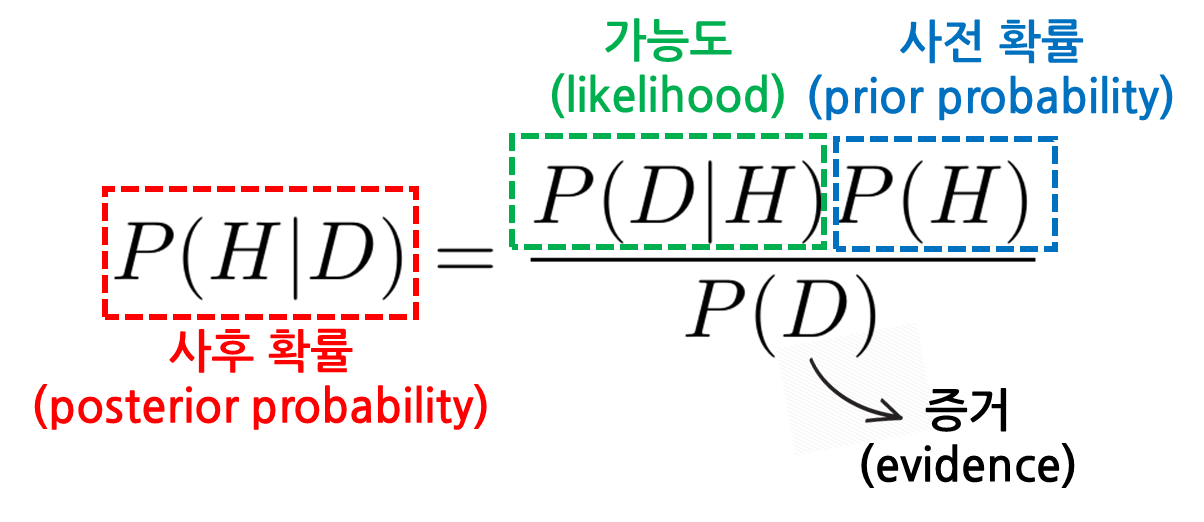 가능도
(likelihood)
사전 확률
(prior probability)
P(H|D) = P(D|H)P(H)
P(D)
사후 확률
(posterior probability)
증거
(evidence)